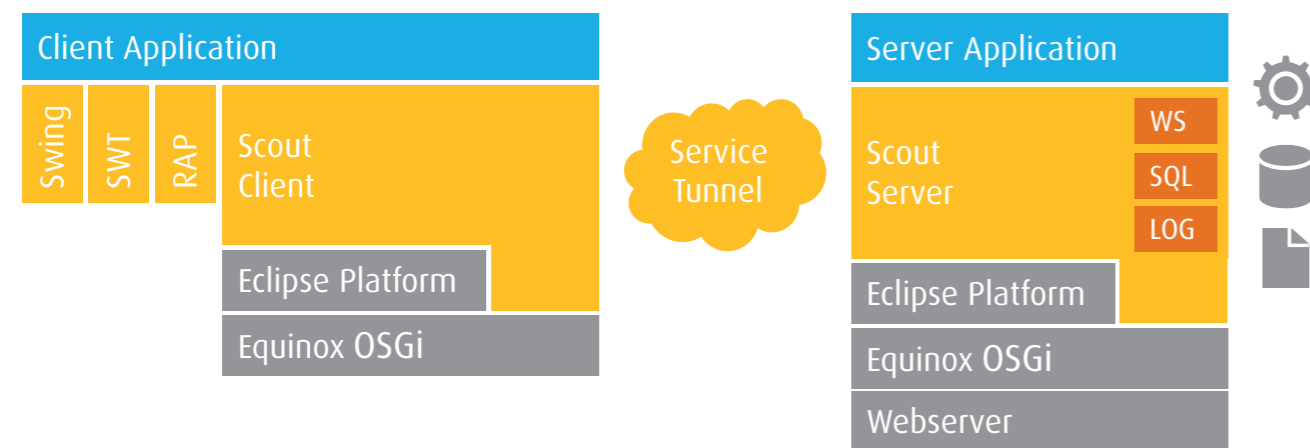 Client Application
Swing
SWT
RAP
Scout
Client
Eclipse Platform
Equinox OSGi
Service
Tunnel
Server Application
Scout
Server
WS
SQL
LOG
Eclipse Platform
Equinox OSGi
Webserver